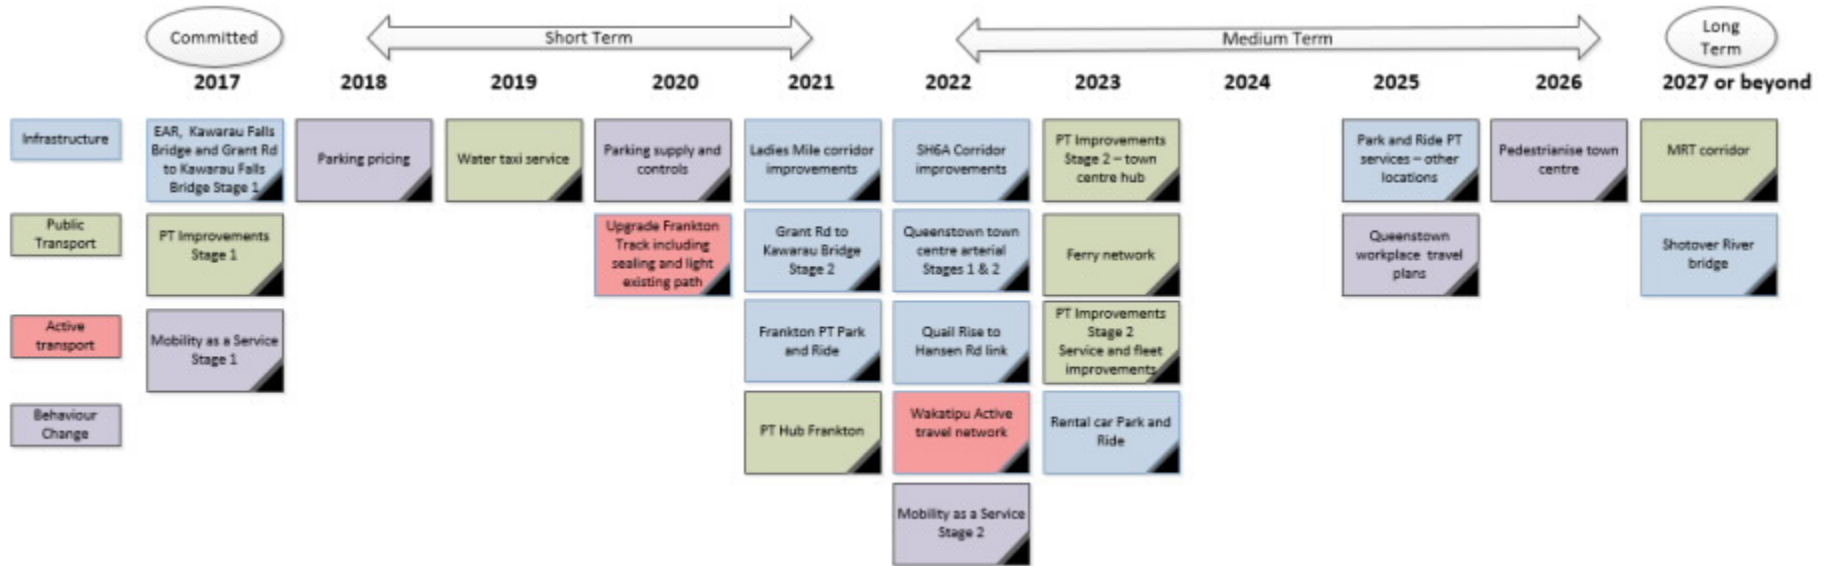 Committed
Short Term
Medium Term
Long
Term
2017
2018
2019
2020
2021
2022
2023
2024
2025
2026
2027 or beyond
Infrastructure
EAR, Kawarau Falls
Bridge and Grant Rd
to Kawarau Falls
Bridge Stage 1
Parking pricing
Water taxi service
Parking supply and
controls
Ladies Mile corridor
improvements
SH6A Corridor
improvements
PT Improvements
Stage 2 – town
centre hub
Park and Ride PT
services – other
locations
Pedestrianise town
centre
MRT corridor
Public
Transport
PT Improvements
Stage 1
Upgrade Frankton
Track including
sealing and light
existing path
Grant Rd to
Kawarau Bridge
Stage 2
Queenstown town
centre arterial
Stages 1 & 2
Ferry network
Queenstown
workplace travel
plans
Shotover River
bridge
Active
transport
Mobility as a Service
Stage 1
Frankton PT Park
and Ride
Quail Rise to
Hansen Rd link
PT Improvements
Stage 2
Service and fleet
improvements
Behaviour
Change
PT Hub Frankton
Wakatipu Active
travel network
Rental car Park and
Ride
Mobility as a Service
Stage 2